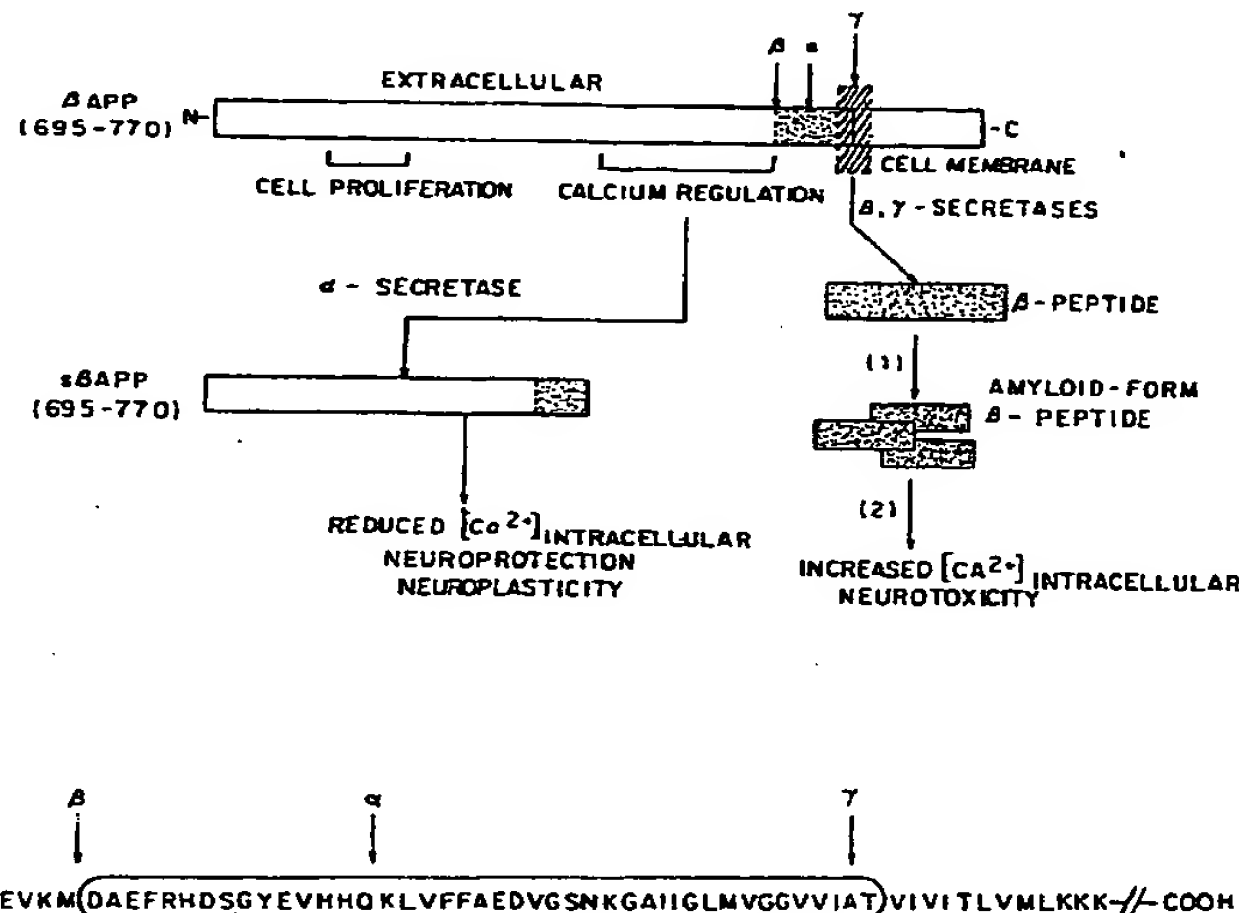 γ
β α
EXTRACELLULAR
βAPP
(695-770)
N-
-C
CELL MEMBRANE
CELL PROLIFERATION
CALCIUM REGULATION
β,γ-SECRETASES
α - SECRETASE
β-PEPTIDE
(1)
sβAPP
(695-770)
AMYLOID-FORM
β- PEPTIDE
(2)
REDUCED [Ca2+]INTRACELLULAR
NEUROPROTECTION
NEUROPLASTICITY
INCREASED [CA2+]INTRACELLULAR
NEUROTOXICITY
β α γ
EVKM(DAEFRHDSGYEVHHQKLVFFAEDVGSNKGAIIGLMVGGVVIAT)VIVITLVMLKKK-//-COOH